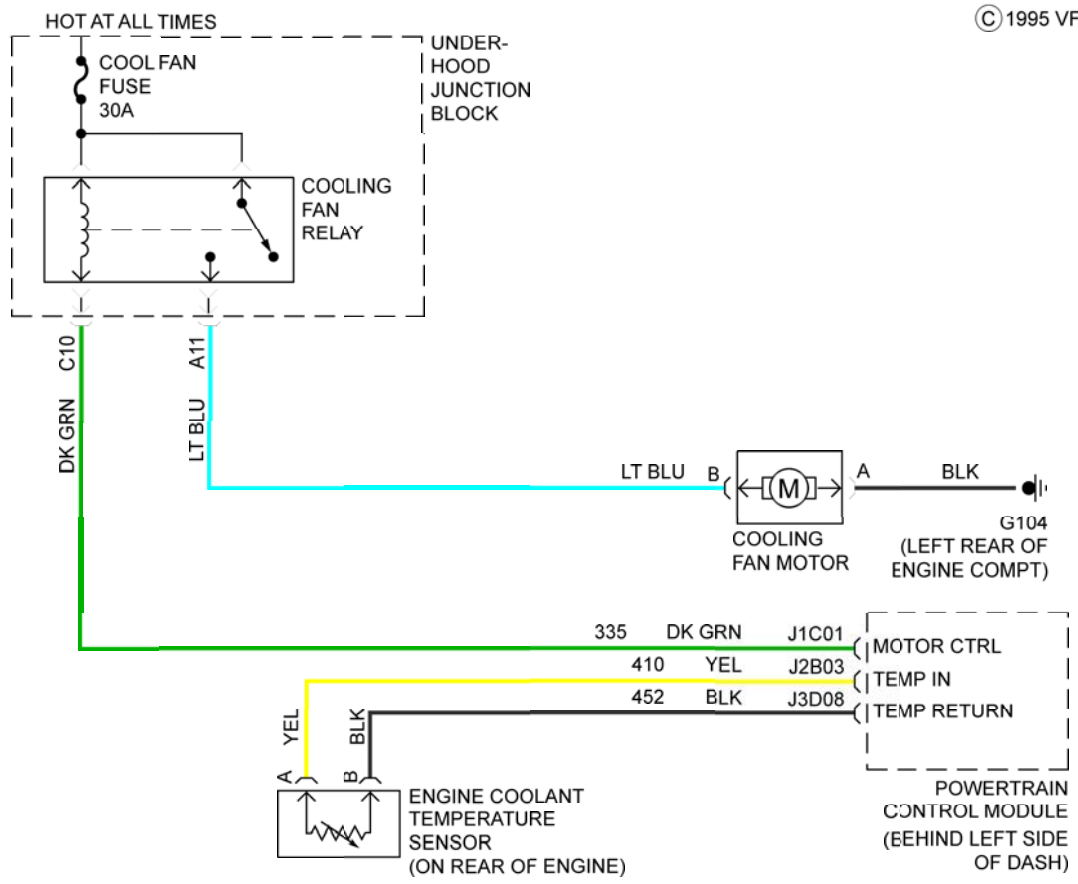 HOT AT ALL TIMES
© 1995 VF
COOL FAN
FUSE
30A
UNDER-
HOOD
JUNCTION
BLOCK
COOLING
FAN
RELAY
C10
A11
DK GRN
LT BLU
LT BLU
B
M
A
BLK
COOLING
FAN MOTOR
G104
(LEFT REAR OF
ENGINE COMPT)
335 DK GRN J1C01
MOTOR CTRL
410 YEL J2B03
TEMP IN
452 BLK J3D08
TEMP RETURN
YEL
BLK
A
B
ENGINE COOLANT
TEMPERATURE
SENSOR
(ON REAR OF ENGINE)
POWERTRAIN
CONTROL MODULE
(BEHIND LEFT SIDE
OF DASH)